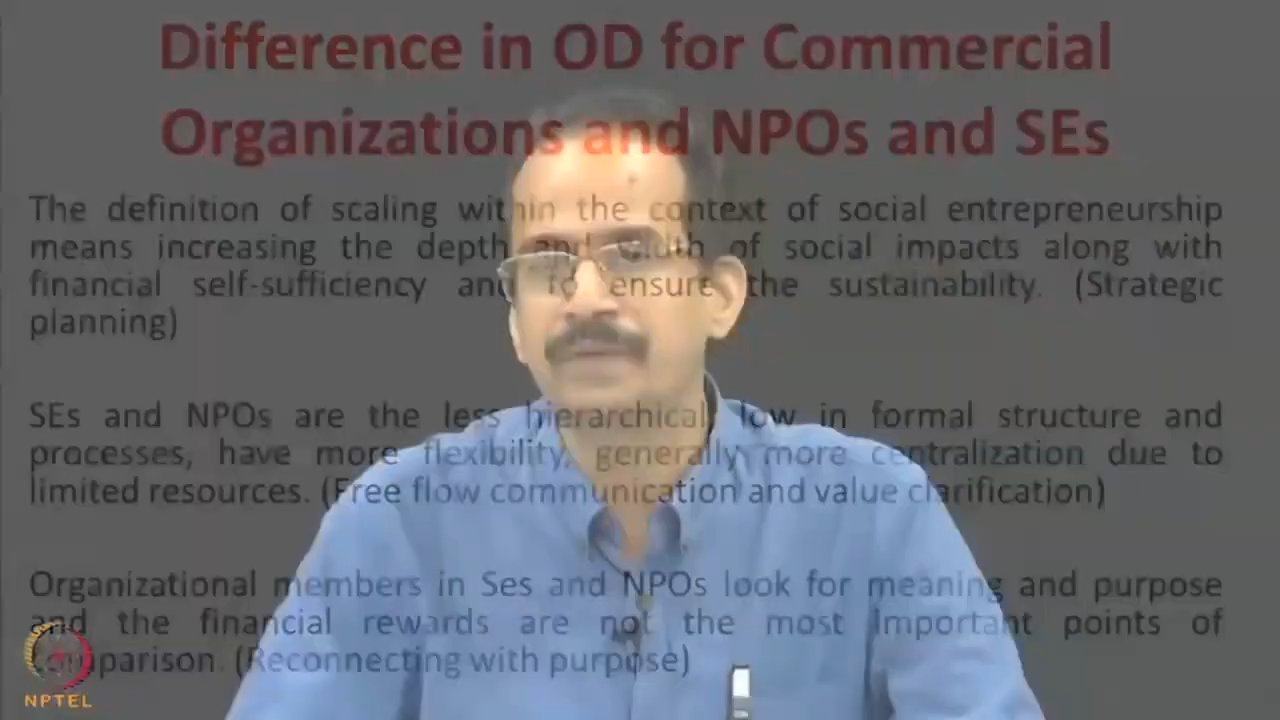 Difference in OD for Commercial
Organizations and NPOs and SEs
The definition of scaling within the context of social entrepreneurship
means increasing the depth and width of social impacts along with
financial self-sufficiency and to ensure the sustainability. (Strategic
planning)
SEs and NPOs are the less hierarchical, low in formal structure and
processes, have more flexibility, generally more centralization due to
limited resources. (Free flow communication and value clarification)
Organizational members in Ses and NPOs look for meaning and purpose
and the financial rewards are not the most important points of
comparison. (Reconnecting with purpose)
NPTEL